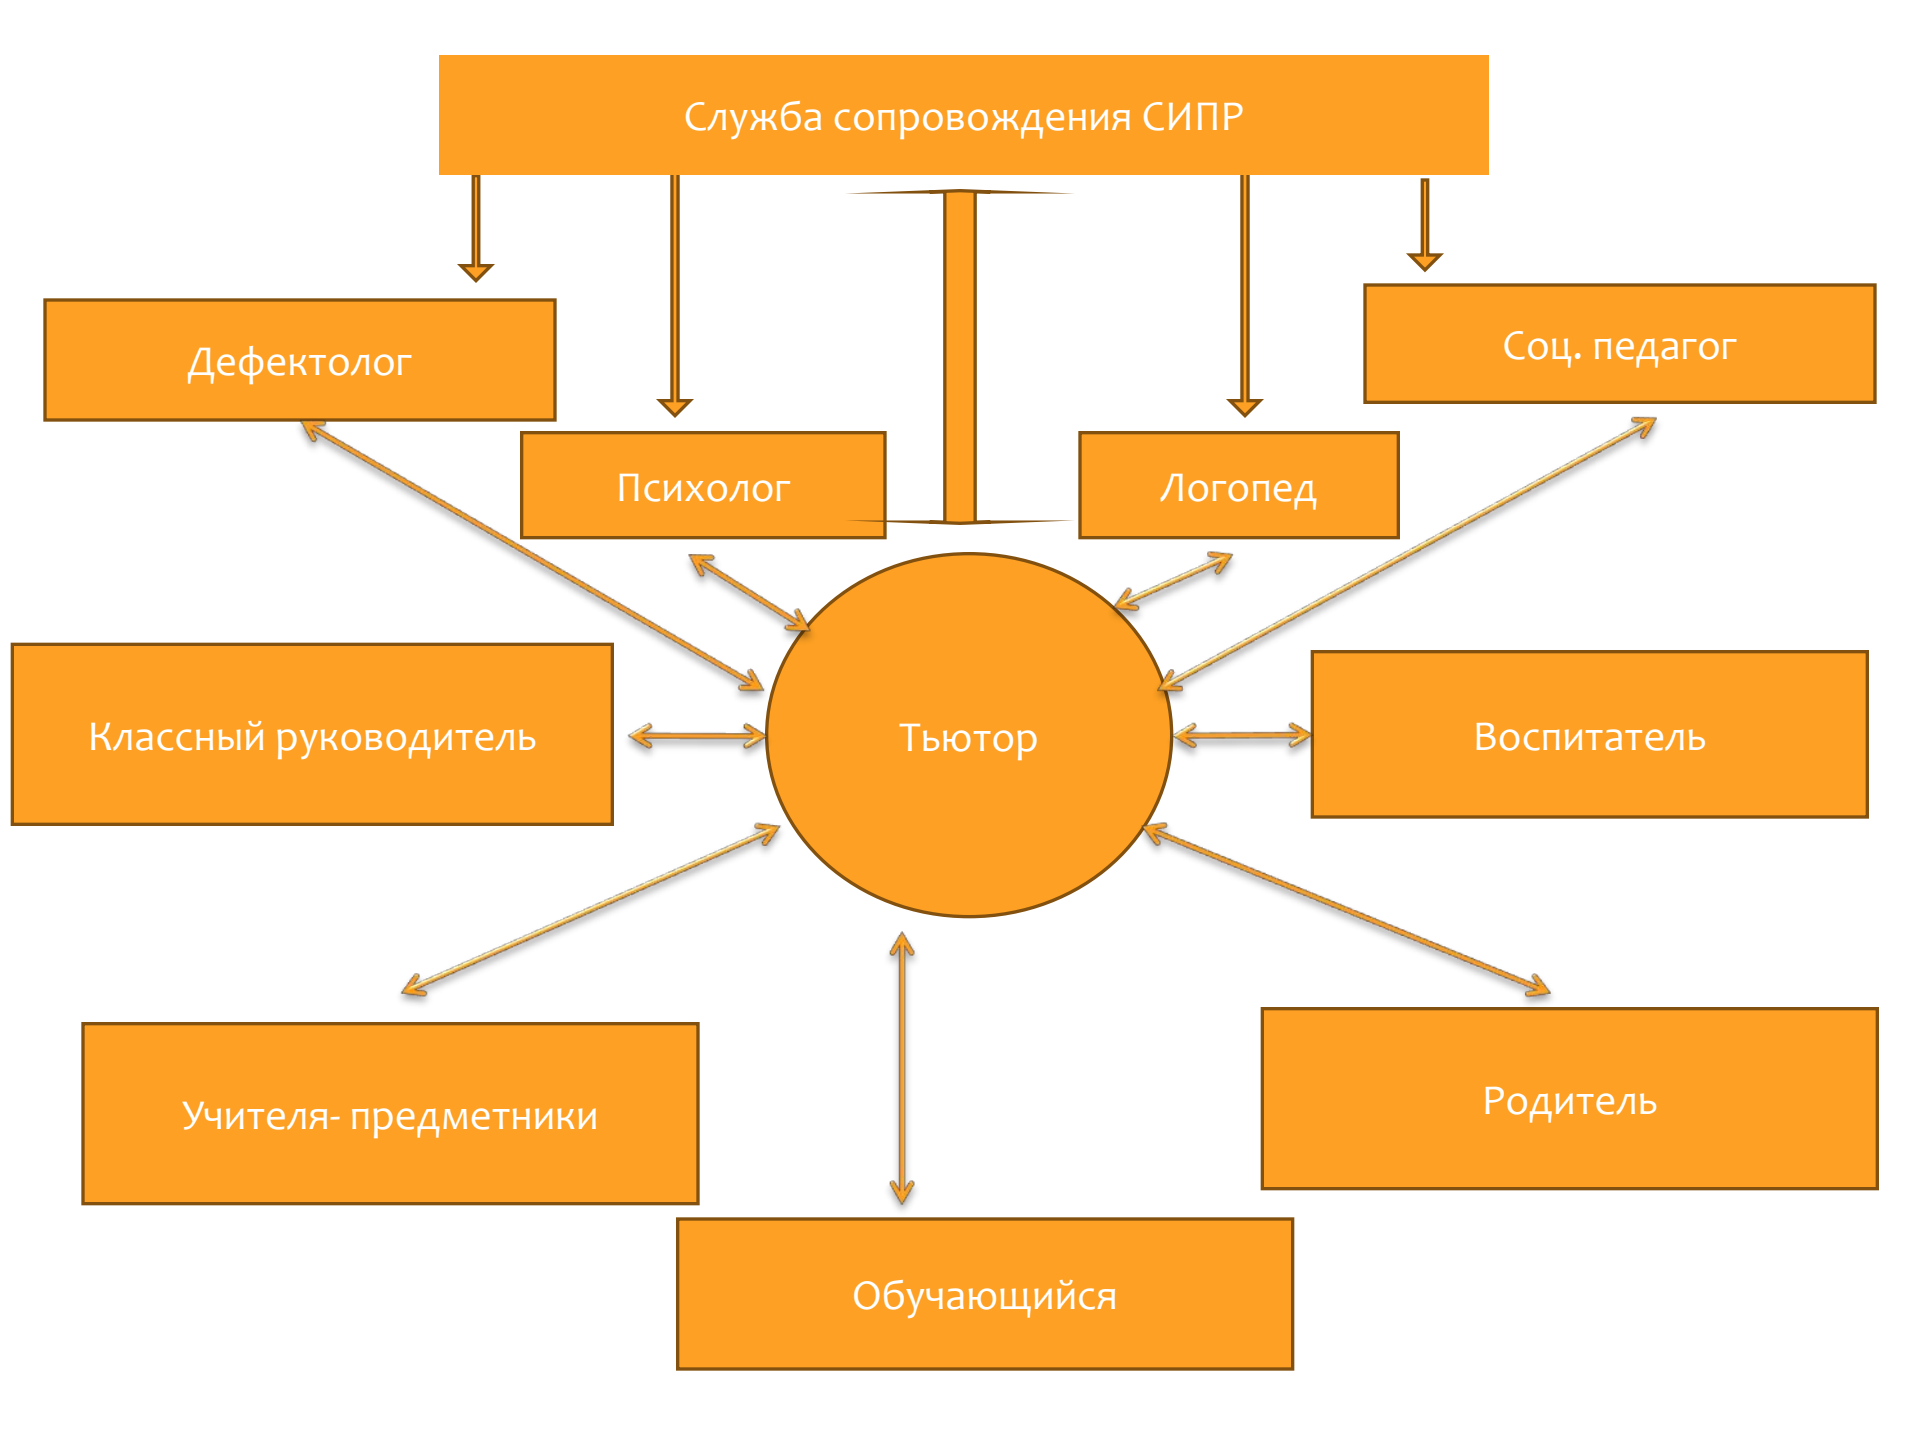 Служба сопровождения СИПР
Дефектолог
Соц. педагог
Психолог
Логопед
Классный руководитель
Тьютор
Воспитатель
Учителя- предметники
Родитель
Обучающийся